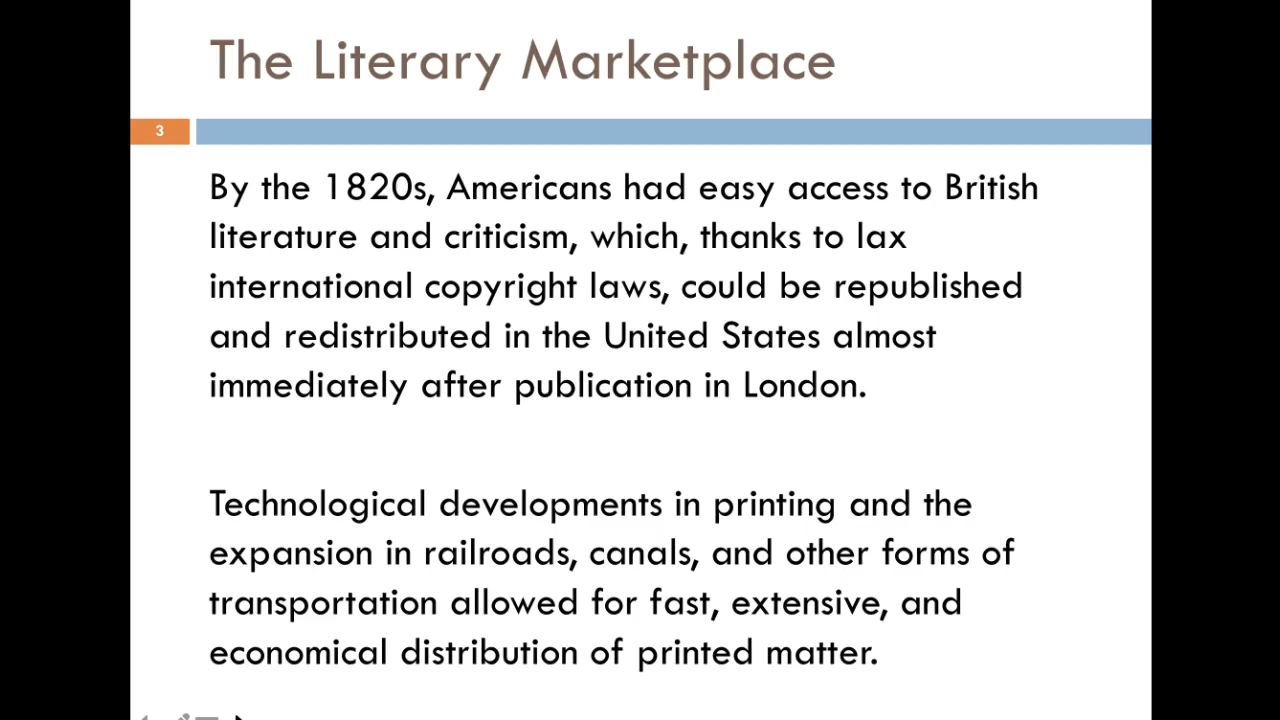 The Literary Marketplace
3
By the 1820s, Americans had easy access to British
literature and criticism, which, thanks to lax
international copyright laws, could be republished
and redistributed in the United States almost
immediately after publication in London.
Technological developments in printing and the
expansion in railroads, canals, and other forms of
transportation allowed for fast, extensive, and
economical distribution of printed matter.